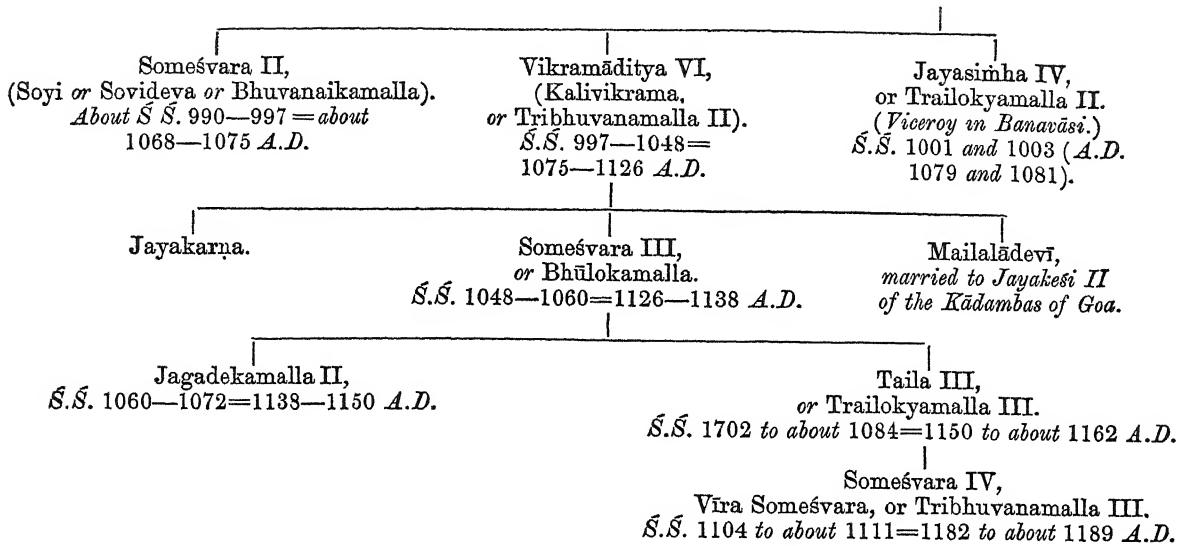 Someśvara II,
(Soyi or Sovideva or Bhuvanaikamalla).
About Ś Ś. 990—997=about
1068—1075 A.D.
Vikramāditya VI,
(Kalivikrama,
or Tribhuvanamalla II).
Ś.Ś. 997—1048=
1075—1126 A.D.
Jayasiṁha IV,
or Trailokyamalla II.
(Viceroy in Banavāsi.)
Ś.Ś. 1001 and 1003 (A.D.
1079 and 1081).
Jayakarṇa.
Someśvara III,
or Bhūlokamalla.
Ś.Ś. 1048—1060=1126—1138 A.D.
Mailalādevī,
married to Jayakeśi II
of the Kādambas of Goa.
Jagadekamalla II,
Ś.Ś. 1060—1072=1138—1150 A.D.
Taila III,
or Trailokyamalla III.
Ś.Ś. 1702 to about 1084=1150 to about 1162 A.D.
Someśvara IV,
Vīra Someśvara, or Tribhuvanamalla III.
Ś.Ś. 1104 to about 1111=1182 to about 1189 A.D.